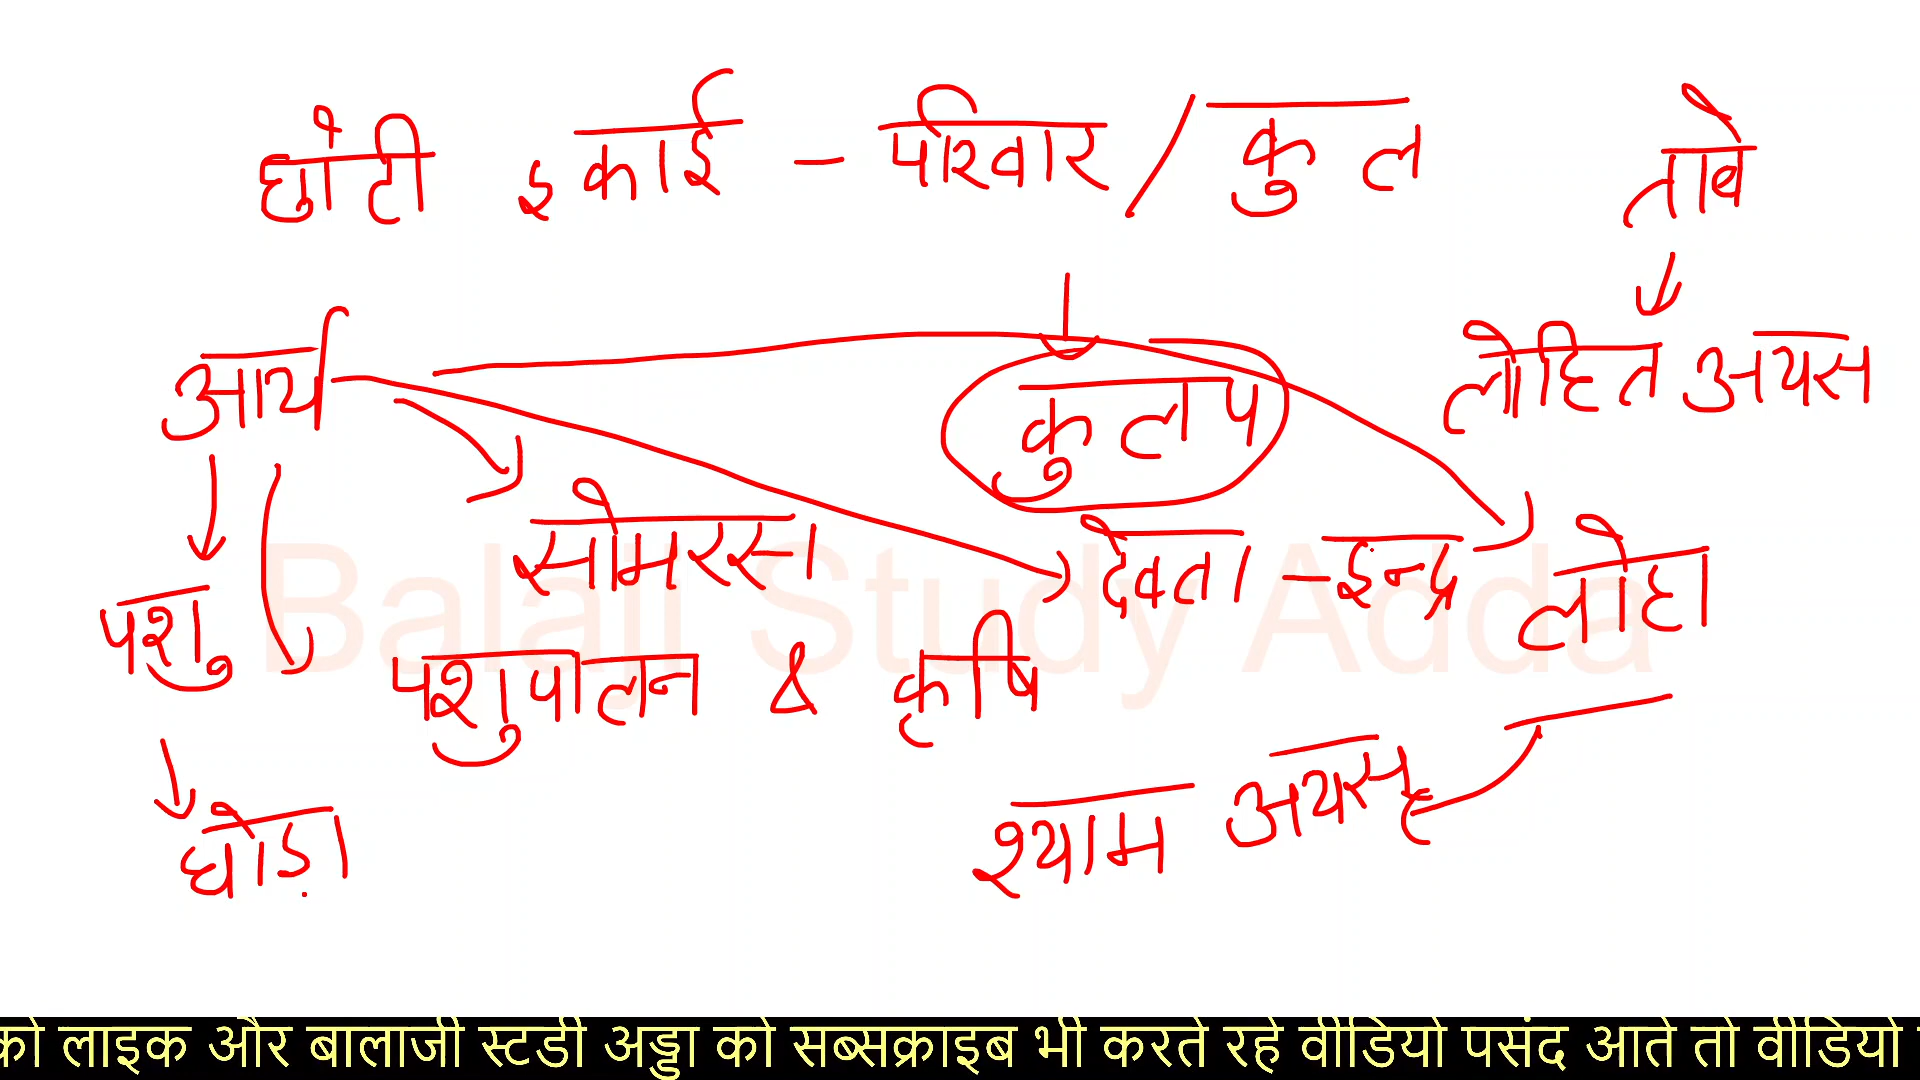 छोटी इकाई - परिवार / कुल
तांबे
लोहित अयस
आर्य
कुलप
सोमरस
देवता - इन्द्र
लोहा
पशु
पशुपालन & कृषि
श्याम अयस्
घोड़ा
Balaji Study Adda
को लाइक और बालाजी स्टडी अड्डा को सब्सक्राइब भी करते रहे वीडियो पसंद आते तो वीडियो